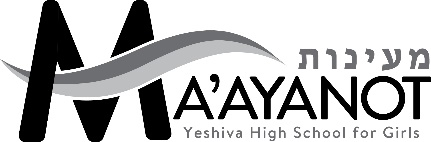 מעינות
MA'AYANOT
Yeshiva High School for Girls